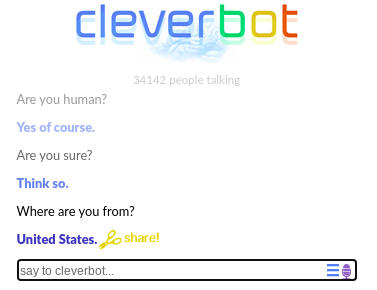 cleverbot
34142 people talking
Are you human?
Yes of course.
Are you sure?
Think so.
Where are you from?
United States. share!
say to cleverbot...